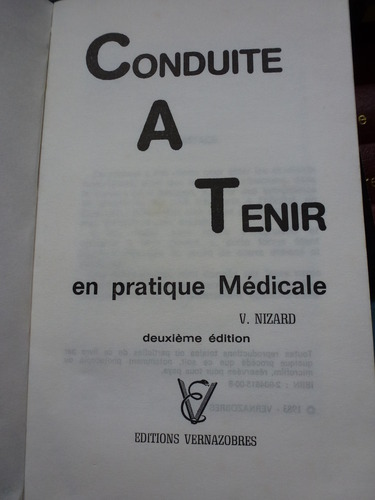 CONDUITE
A
TENIR
en pratique Médicale
V. NIZARD
deuxième édition
EDITIONS VERNAZOBRES